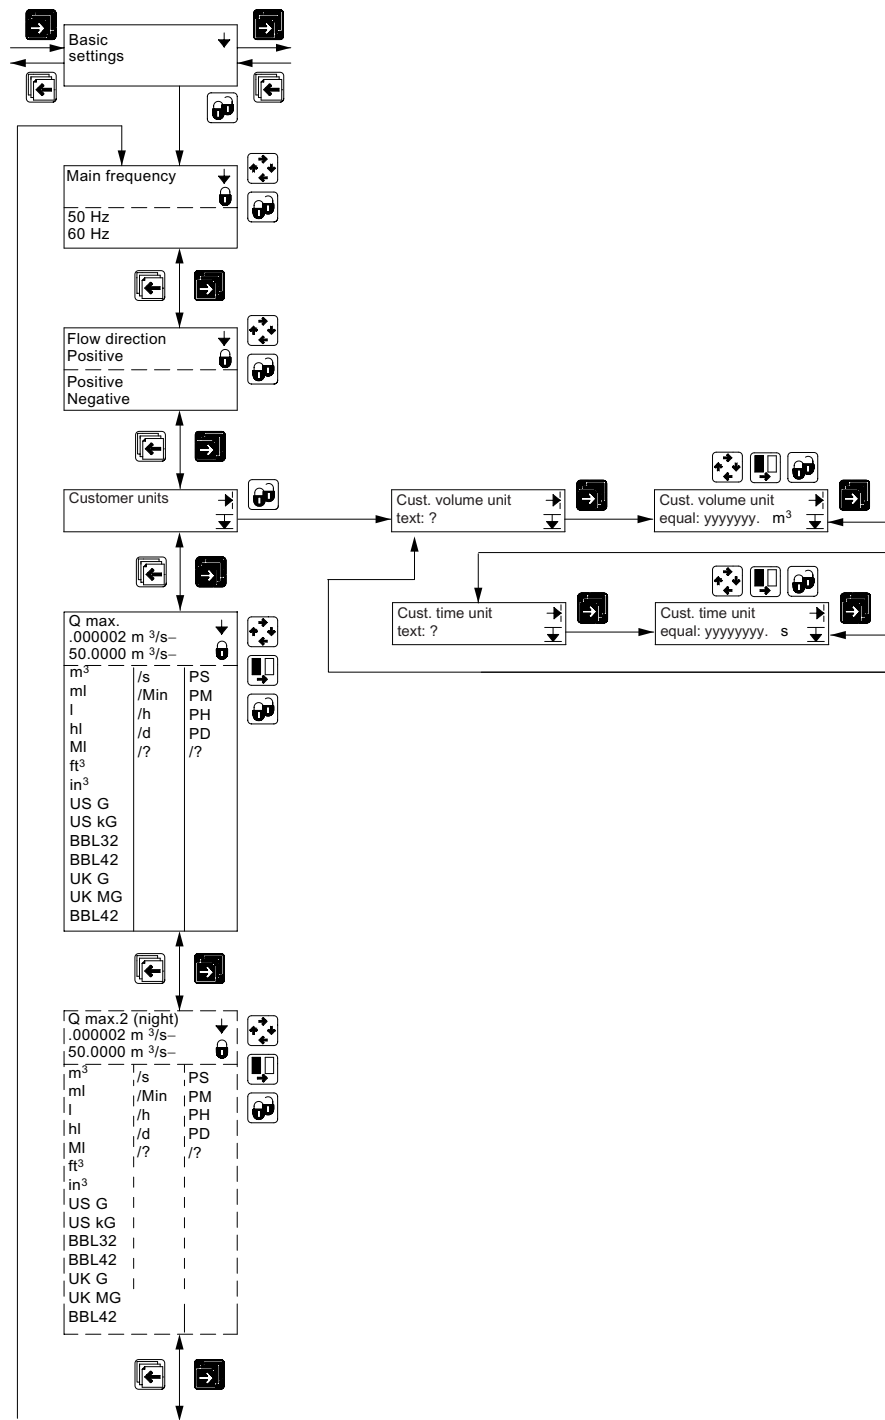 Basic
settings
Main frequency
50 Hz
60 Hz
Flow direction
Positive
Positive
Negative
Customer units
Cust. volume unit
text: ?
Cust. volume unit
equal: yyyyyyy. m³
Cust. time unit
text: ?
Cust. time unit
equal: yyyyyyyy. s
Q max.
.000002 m ³/s–
50.0000 m ³/s–
m³ /s PS
ml /Min PM
l /h PH
hl /d PD
Ml /? /?
ft³
in³
US G
US kG
BBL32
BBL42
UK G
UK MG
BBL42
Q max.2 (night)
.000002 m ³/s–
50.0000 m ³/s–
m³ /s PS
ml /Min PM
l /h PH
hl /d PD
Ml /? /?
ft³
in³
US G
US kG
BBL32
BBL42
UK G
UK MG
BBL42